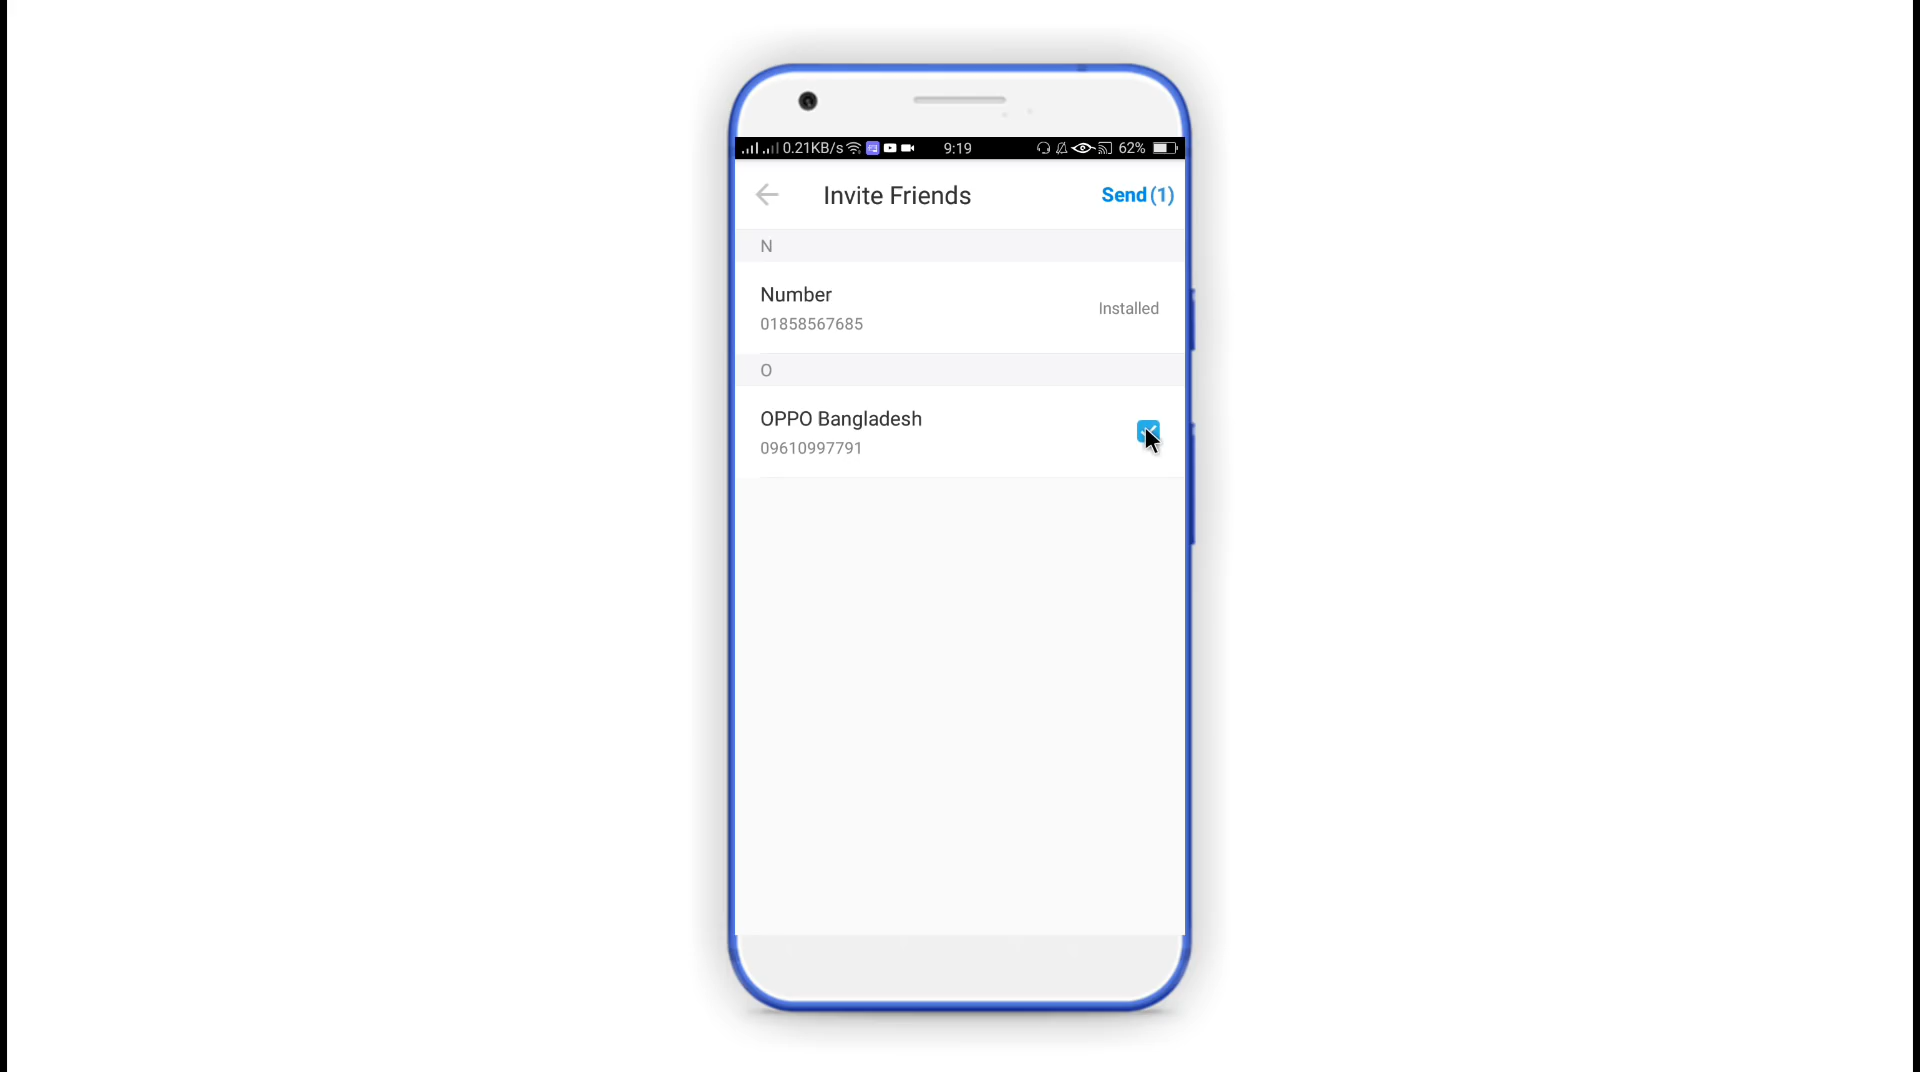 0.21KB/s 9:19 62%
Invite Friends Send (1)
N
Number
01858567685
Installed
O
OPPO Bangladesh
09610997791